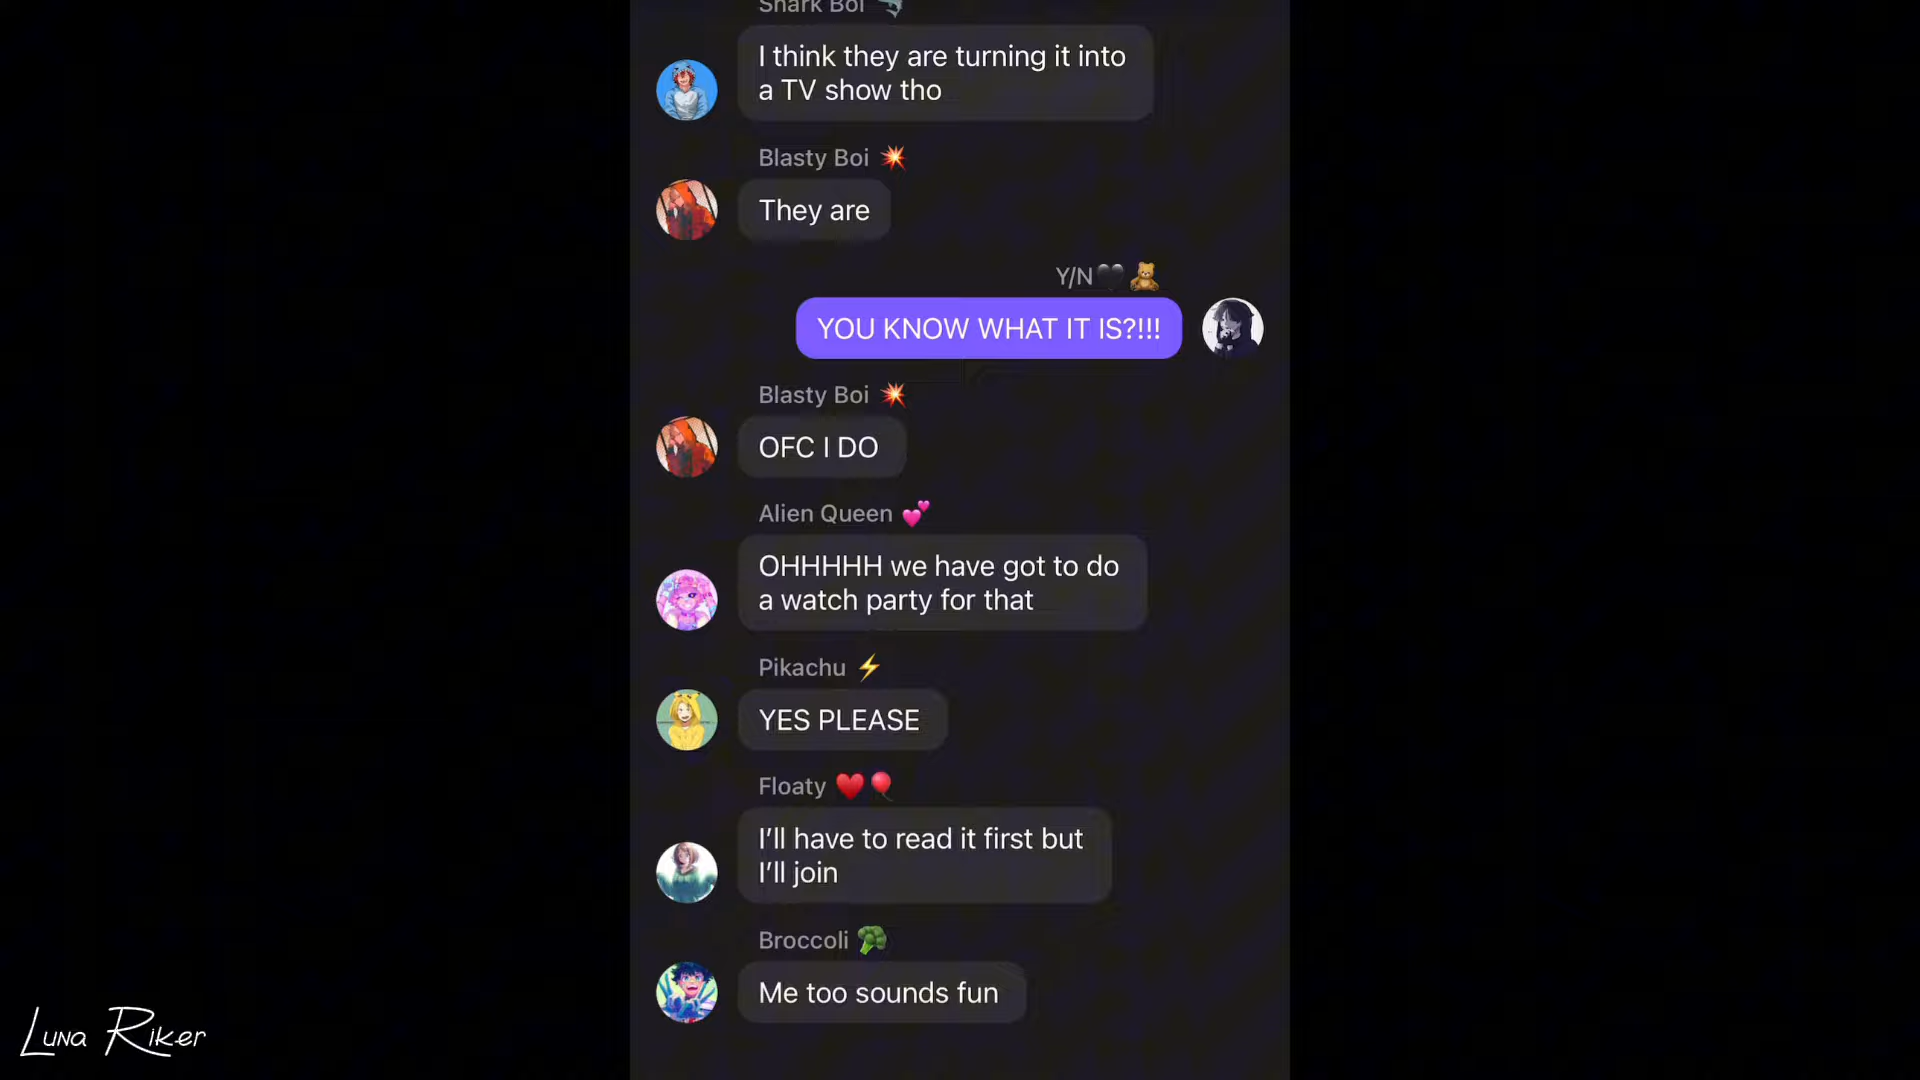 Shark Boi
I think they are turning it into
a TV show tho
Blasty Boi 💥
They are
Y/N🖤🧸
YOU KNOW WHAT IT IS?!!!
Blasty Boi 💥
OFC I DO
Alien Queen 💕
OHHHHH we have got to do
a watch party for that
Pikachu ⚡
YES PLEASE
Floaty ❤️🎈
I’ll have to read it first but
I’ll join
Broccoli 🥦
Me too sounds fun
Luna Riker